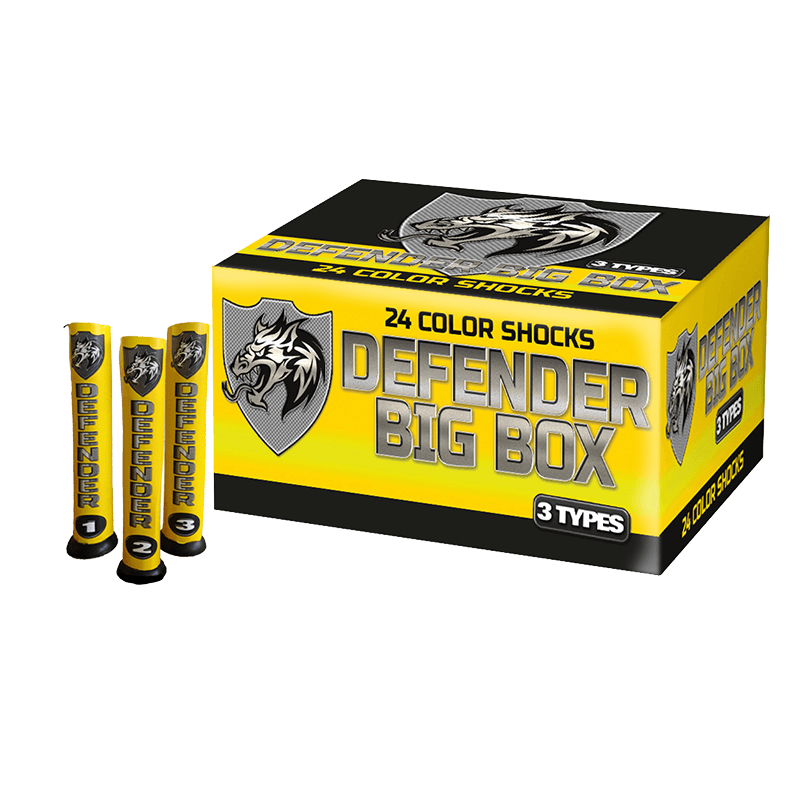 DEFENDER BIG BOX
3 TYPES
24 COLOR SHOCKS
24 COLOR SHOCKS
DEFENDER
BIG BOX
3 TYPES
DEFENDER
BIG BOX
3 TYPES
24 COLOR SHOCKS
DEFENDER
1
DEFENDER
2
DEFENDER
3